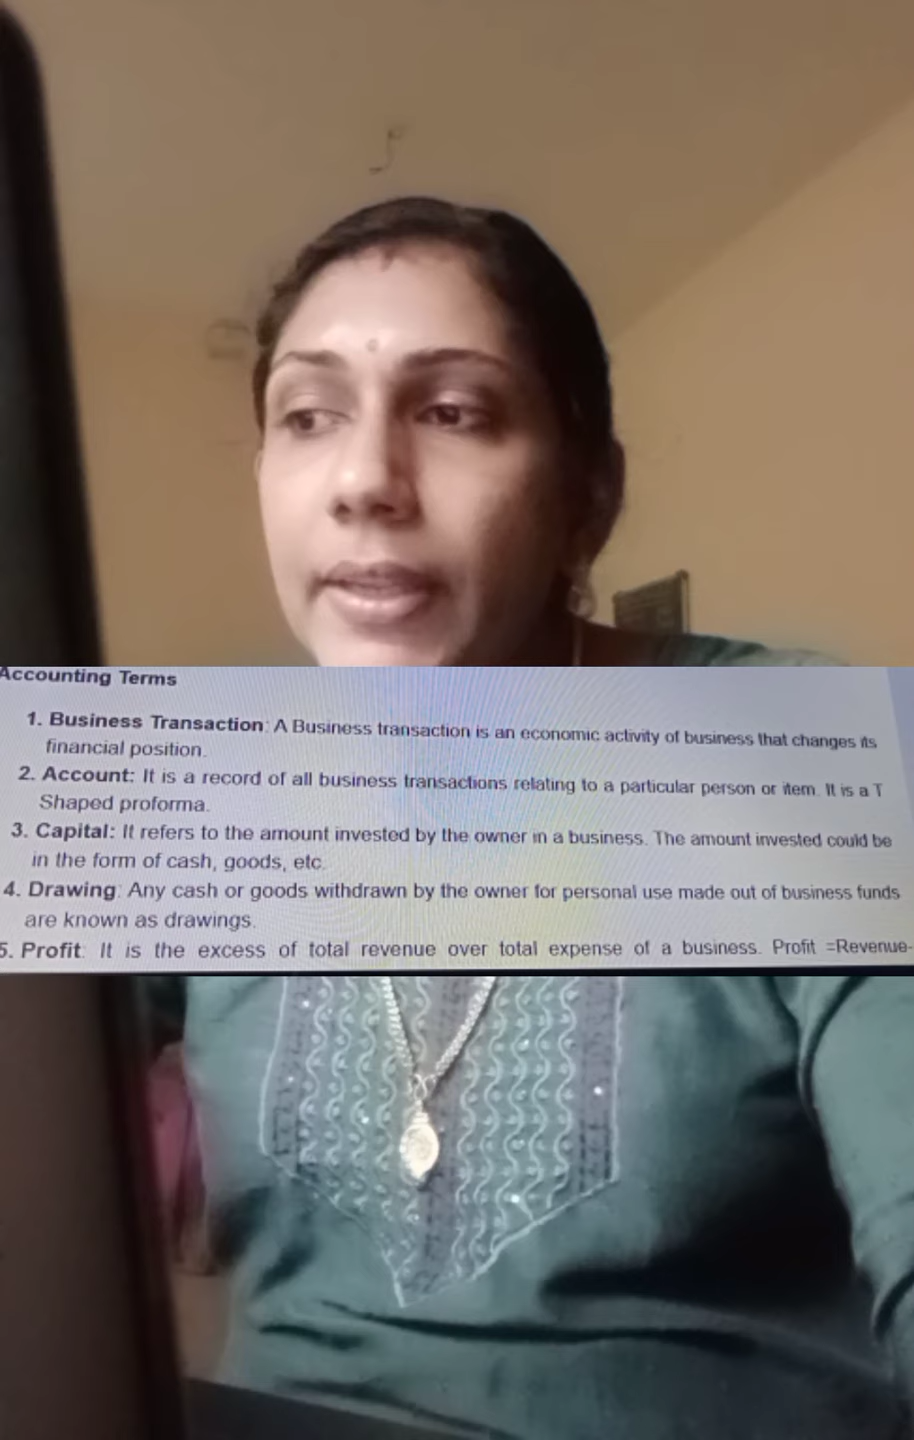 Accounting Terms
1. Business Transaction: A Business transaction is an economic activity of business that changes its
financial position.
2. Account: It is a record of all business transactions relating to a particular person or item. It is a T
Shaped proforma.
3. Capital: It refers to the amount invested by the owner in a business. The amount invested could be
in the form of cash, goods, etc.
4. Drawing: Any cash or goods withdrawn by the owner for personal use made out of business funds
are known as drawings.
5. Profit: It is the excess of total revenue over total expense of a business. Profit =Revenue-